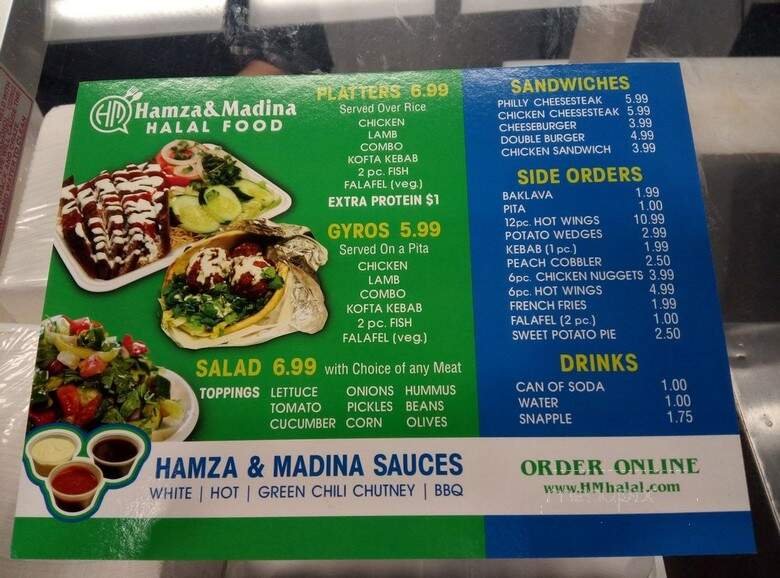 HM Hamza & Madina
HALAL FOOD
PLATTERS 6.99
Served Over Rice
CHICKEN
LAMB
COMBO
KOFTA KEBAB
2 pc. FISH
FALAFEL (veg.)
EXTRA PROTEIN $1
GYROS 5.99
Served On a Pita
CHICKEN
LAMB
COMBO
KOFTA KEBAB
2 pc. FISH
FALAFEL (veg.)
SALAD 6.99 with Choice of any Meat
TOPPINGS LETTUCE ONIONS HUMMUS
TOMATO PICKLES BEANS
CUCUMBER CORN OLIVES
SANDWICHES
PHILLY CHEESESTEAK 5.99
CHICKEN CHEESESTEAK 5.99
CHEESEBURGER 3.99
DOUBLE BURGER 4.99
CHICKEN SANDWICH 3.99
SIDE ORDERS
BAKLAVA 1.99
PITA 1.00
12pc. HOT WINGS 10.99
POTATO WEDGES 2.99
KEBAB (1 pc.) 1.99
PEACH COBBLER 2.50
6pc. CHICKEN NUGGETS 3.99
6pc. HOT WINGS 4.99
FRENCH FRIES 1.99
FALAFEL (2 pc.) 1.00
SWEET POTATO PIE 2.50
DRINKS
CAN OF SODA 1.00
WATER 1.00
SNAPPLE 1.75
HAMZA & MADINA SAUCES
WHITE | HOT | GREEN CHILI CHUTNEY | BBQ
ORDER ONLINE
www.HMhalal.com